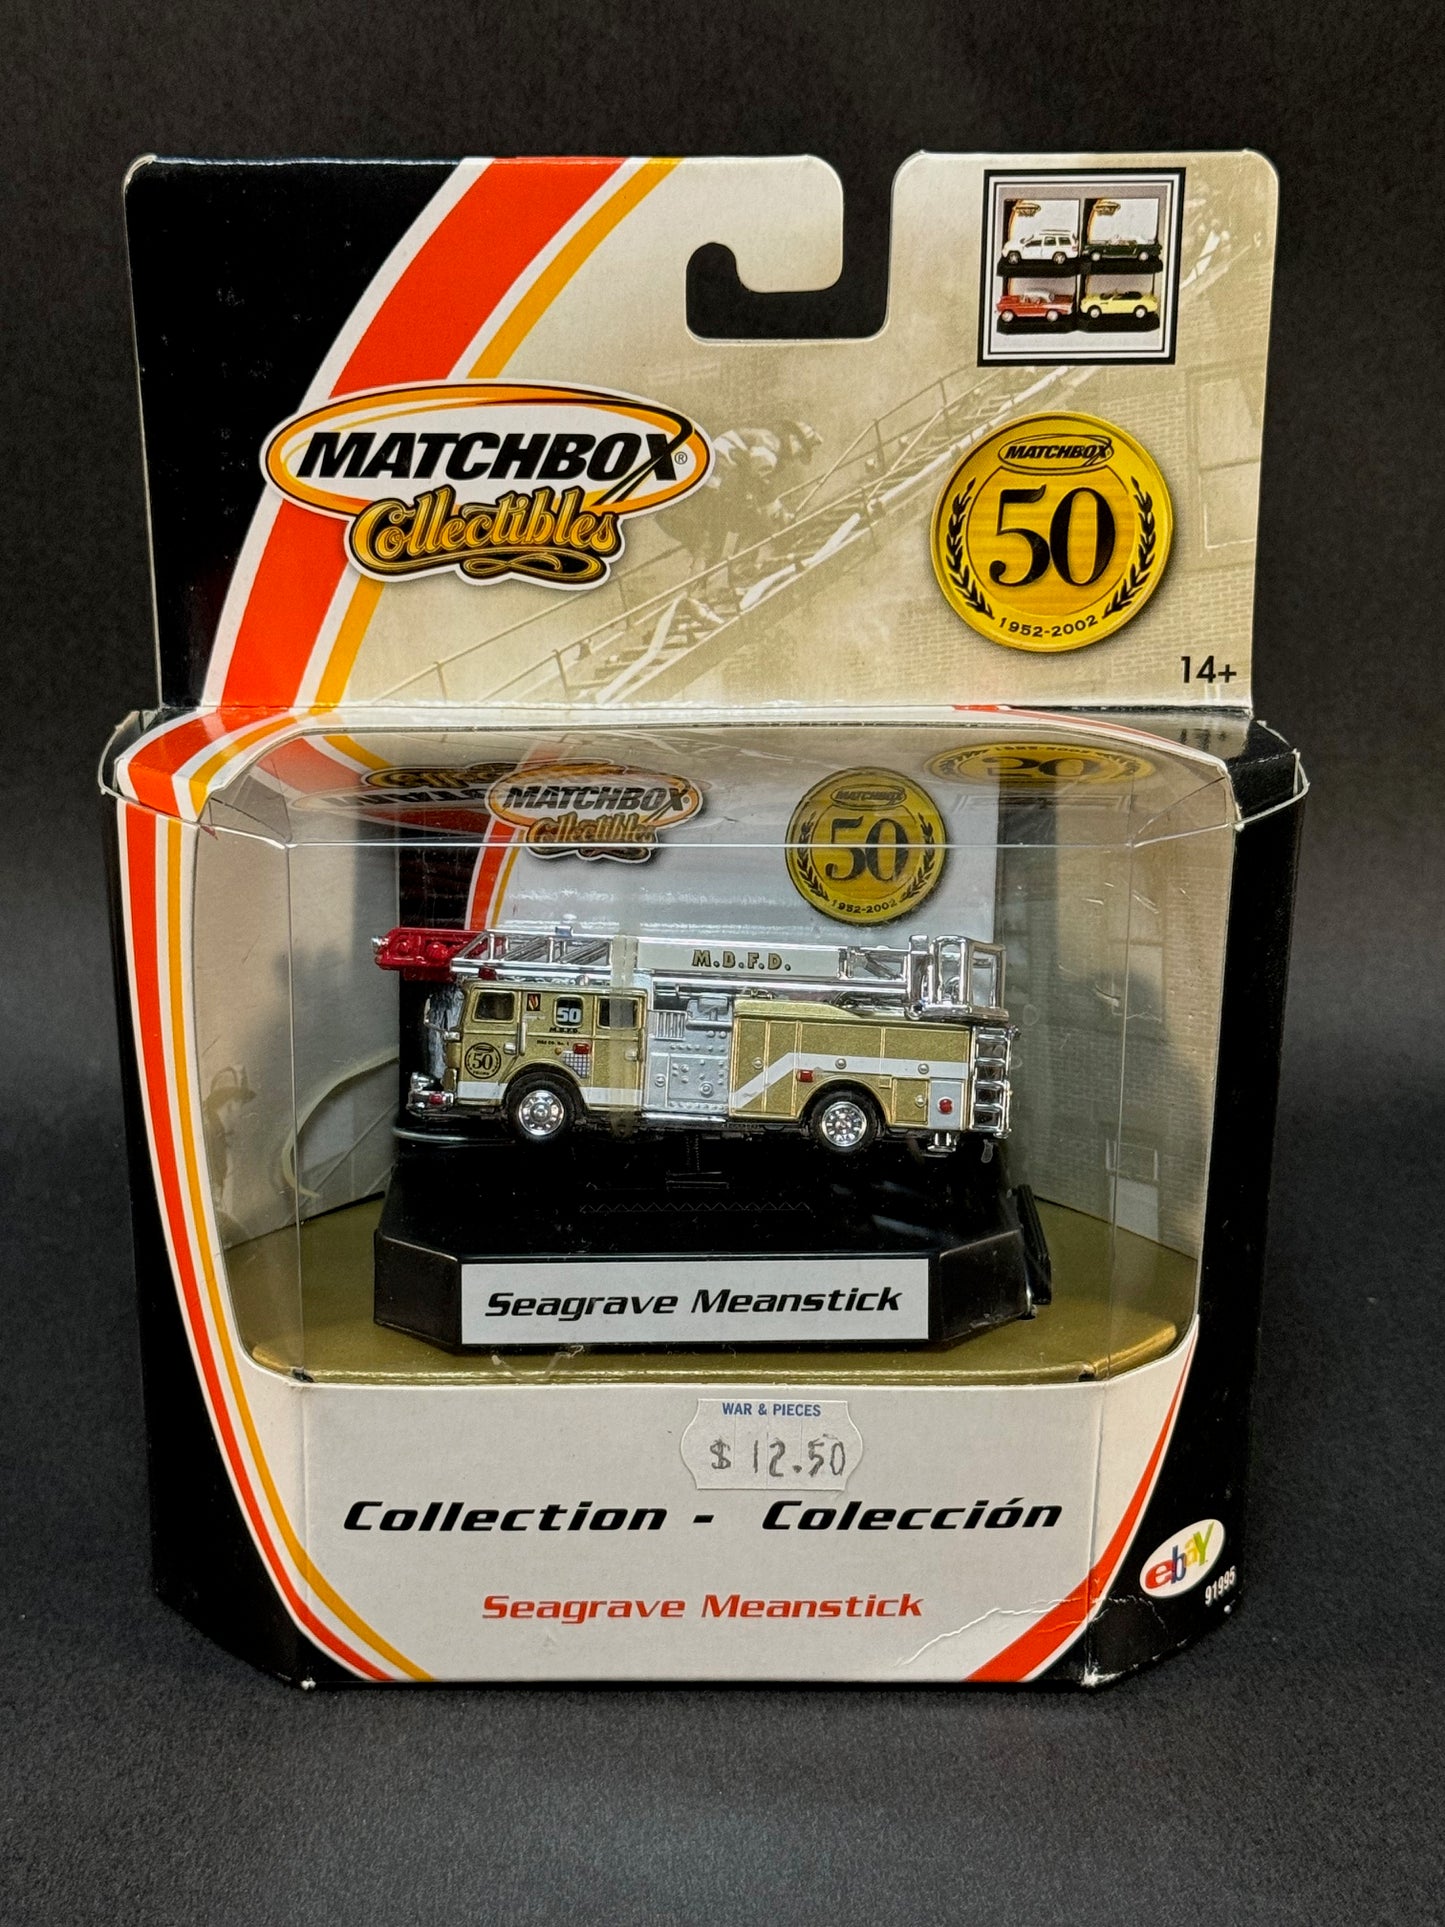 MATCHBOX®
Collectibles
MATCHBOX
50
1952-2002
14+
MATCHBOX
Collectibles
MATCHBOX
50
1952-2002
M.B.F.D.
50
50
Seagrave Meanstick
WAR & PIECES
$ 12.50
Collection - Colección
Seagrave Meanstick
ebaY
91995